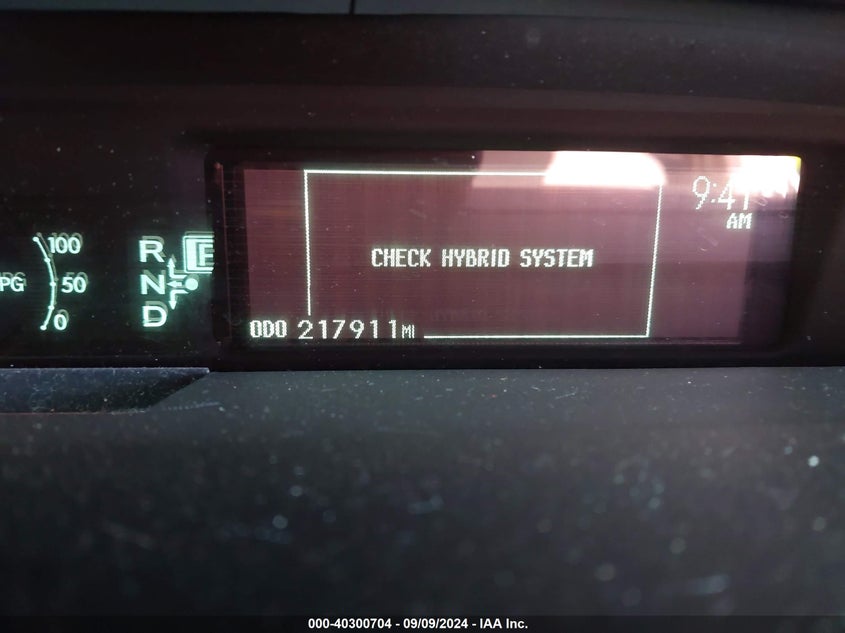 100
50
0
PG
R
N
D
P
9:41
AM
CHECK HYBRID SYSTEM
ODO 217911 MI
000-40300704 - 09/09/2024 - IAA Inc.